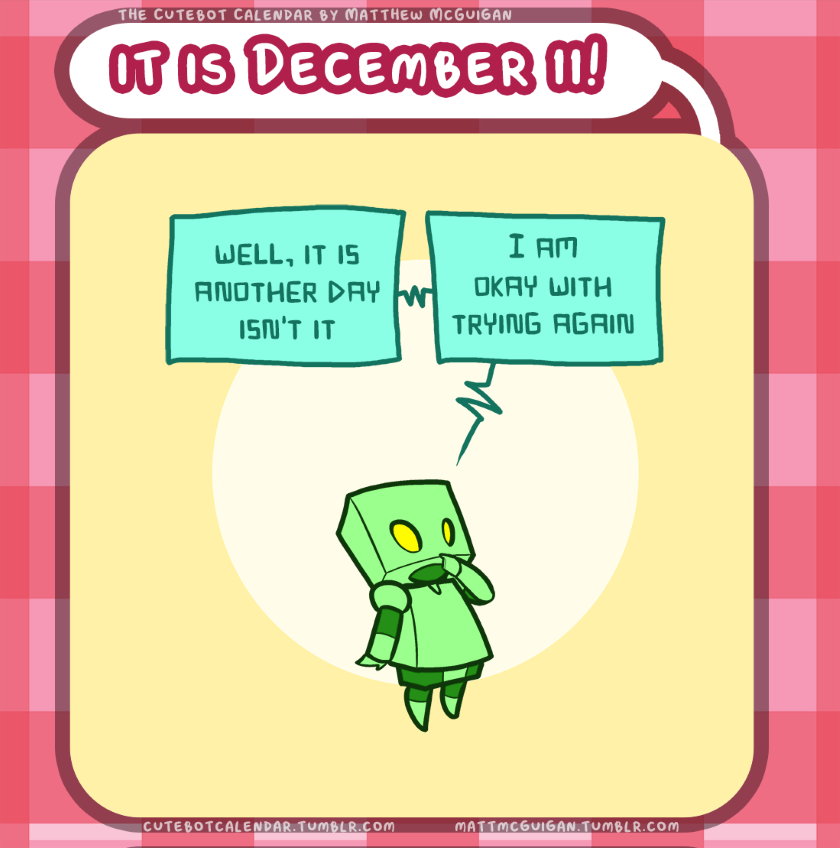 THE CUTEBOT CALENDAR BY MATTHEW MCGUIGAN
IT IS DECEMBER 11!
WELL, IT IS
ANOTHER DAY
ISN'T IT
I AM
OKAY WITH
TRYING AGAIN
CUTEBOTCALENDAR.TUMBLR.COM
MATTMCGUIGAN.TUMBLR.COM